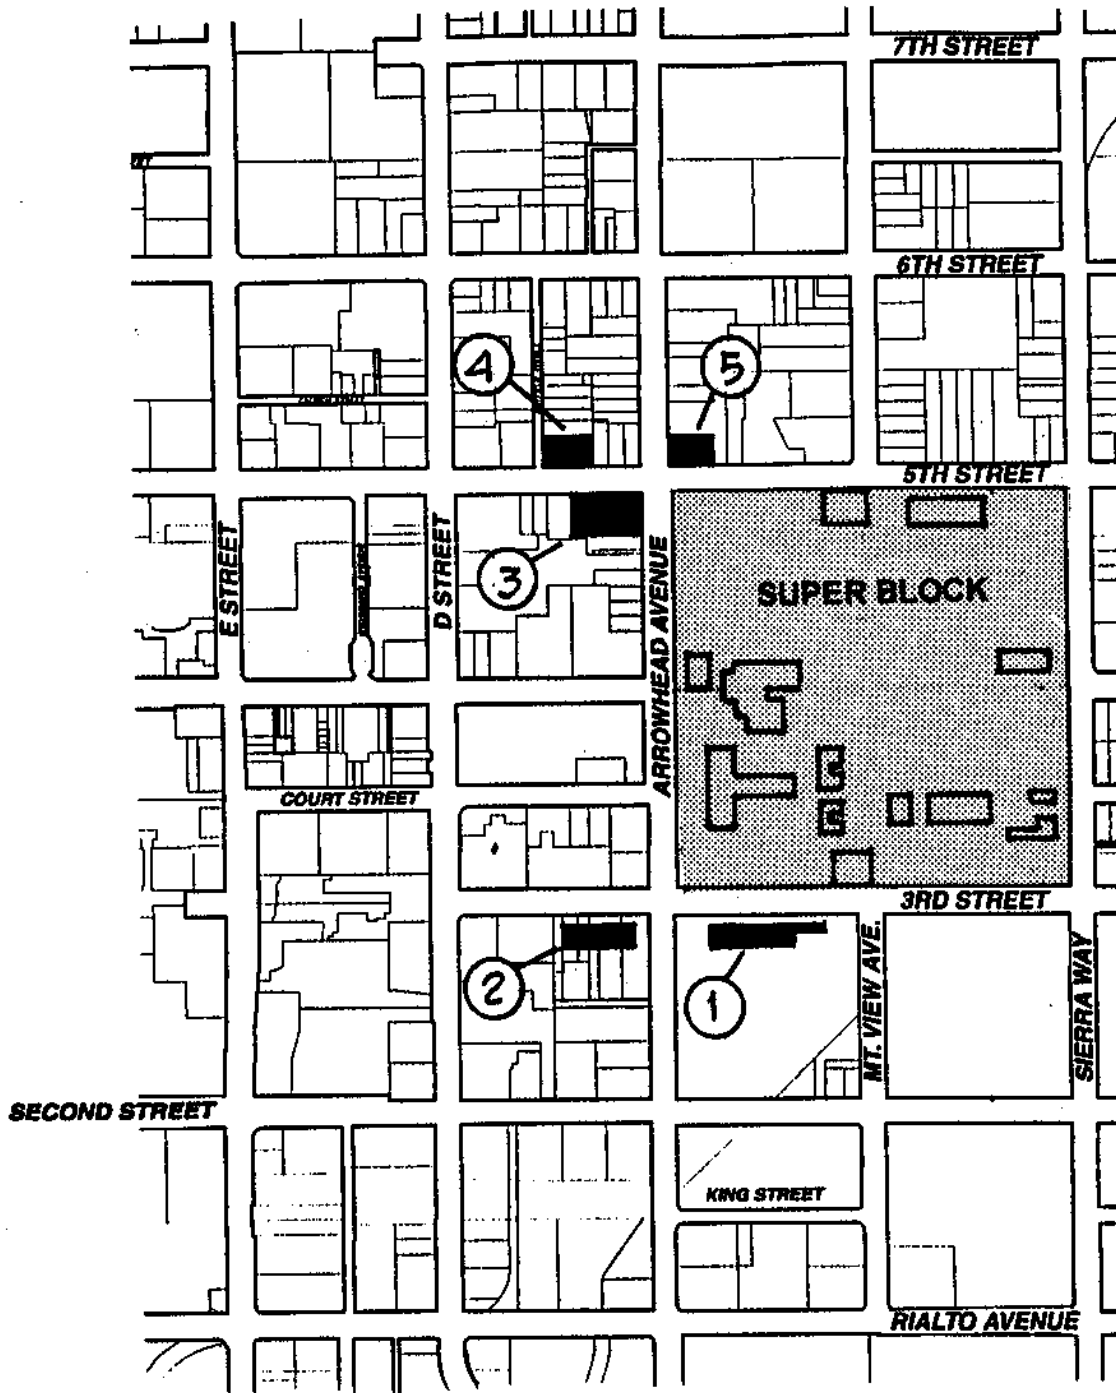 7TH STREET
6TH STREET
4
5
5TH STREET
E STREET
D STREET
3
ARROWHEAD AVENUE
SUPER BLOCK
COURT STREET
3RD STREET
2
1
MT. VIEW AVE.
SIERRA WAY
SECOND STREET
KING STREET
RIALTO AVENUE